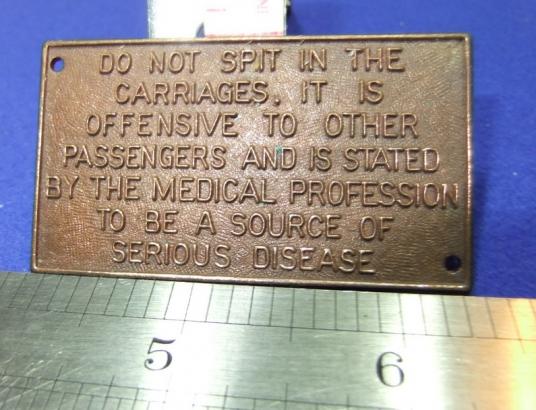 DO NOT SPIT IN THE
CARRIAGES. IT IS
OFFENSIVE TO OTHER
PASSENGERS AND IS STATED
BY THE MEDICAL PROFESSION
TO BE A SOURCE OF
SERIOUS DISEASE
5 6